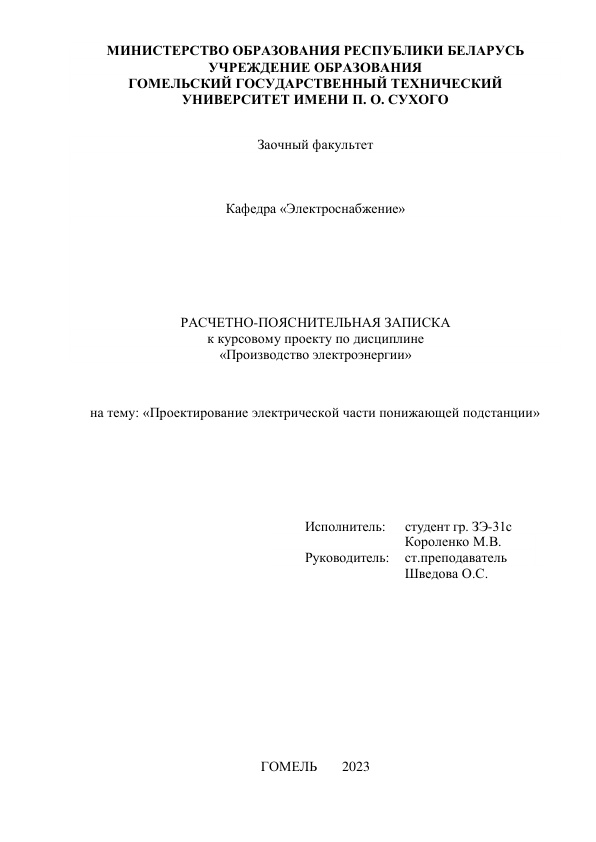 МИНИСТЕРСТВО ОБРАЗОВАНИЯ РЕСПУБЛИКИ БЕЛАРУСЬ
УЧРЕЖДЕНИЕ ОБРАЗОВАНИЯ
ГОМЕЛЬСКИЙ ГОСУДАРСТВЕННЫЙ ТЕХНИЧЕСКИЙ
УНИВЕРСИТЕТ ИМЕНИ П. О. СУХОГО
Заочный факультет
Кафедра «Электроснабжение»
РАСЧЕТНО-ПОЯСНИТЕЛЬНАЯ ЗАПИСКА
к курсовому проекту по дисциплине
«Производство электроэнергии»
на тему: «Проектирование электрической части понижающей подстанции»
Исполнитель: студент гр. ЗЭ-31с
Короленко М.В.
Руководитель: ст.преподаватель
Шведова О.С.
ГОМЕЛЬ 2023